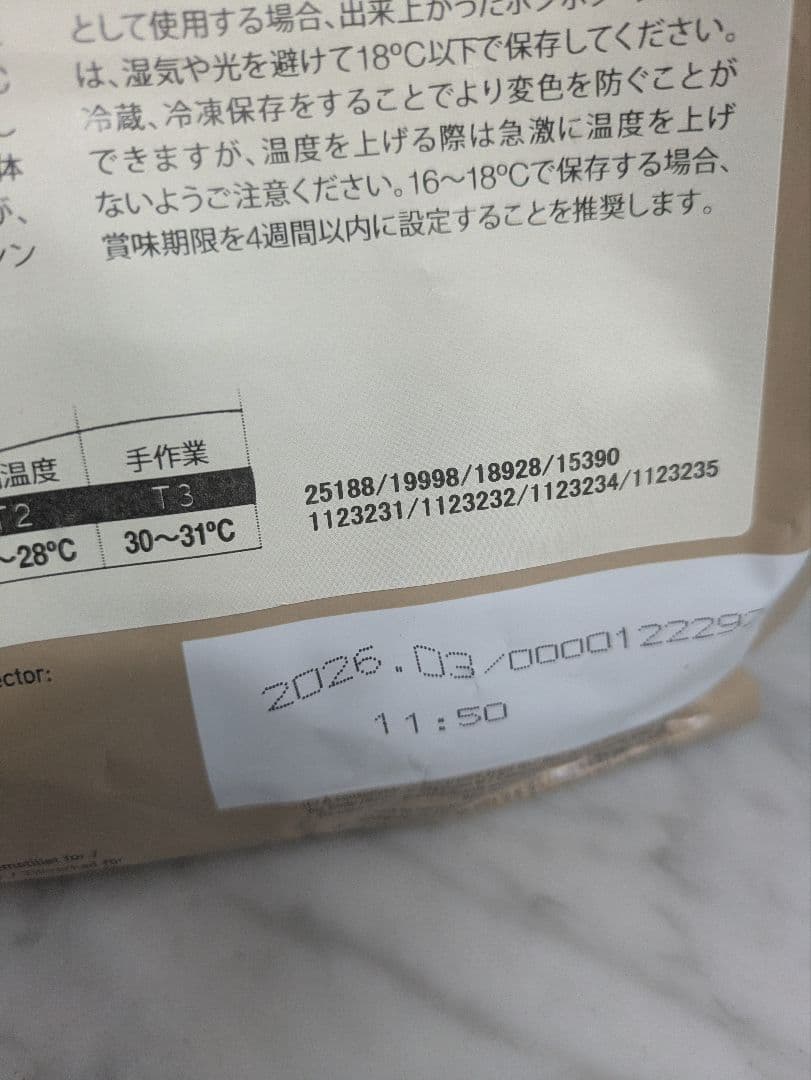 として使用する場合、出来上がったボンボン
は、湿気や光を避けて18℃以下で保存してください。
冷蔵、冷凍保存をすることでより変色を防ぐことが
できますが、温度を上げる際は急激に温度を上げ
ないようご注意ください。16〜18℃で保存する場合、
賞味期限を4週間以内に設定することを推奨します。
体
が、
ン
温度 手作業
T2 T3
〜28℃ 30〜31℃
25188/19998/18928/15390
1123231/1123232/1123234/1123235
ector:
2026.03/0000122292
11:50